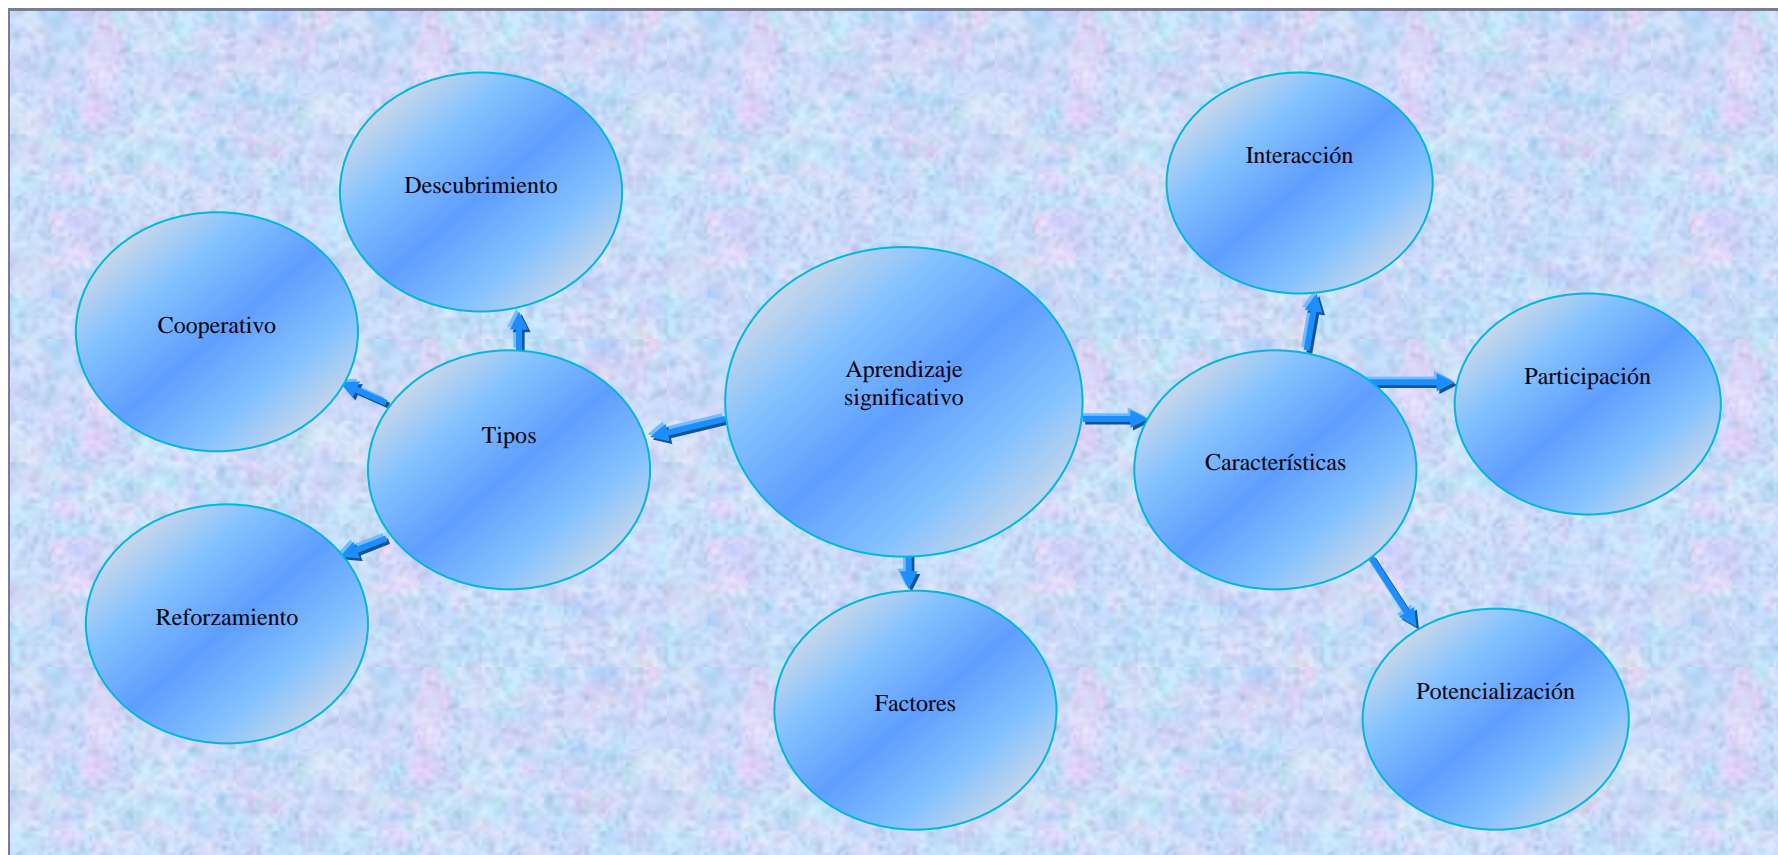 Descubrimiento
Interacción
Cooperativo
Aprendizaje
significativo
Participación
Tipos
Características
Reforzamiento
Factores
Potencialización